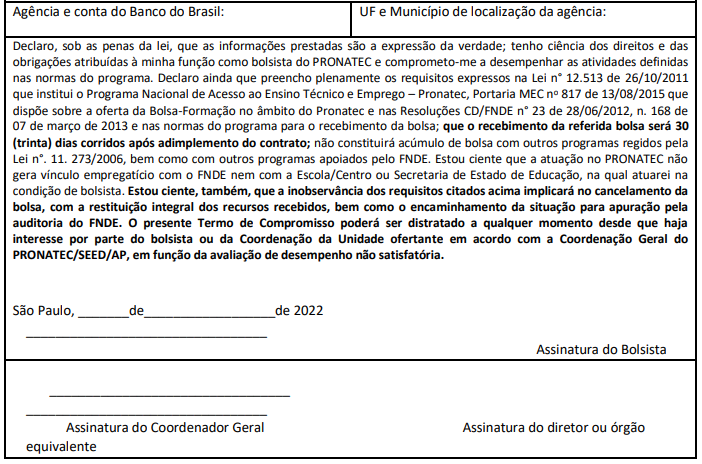 Agência e conta do Banco do Brasil:
UF e Município de localização da agência:
Declaro, sob as penas da lei, que as informações prestadas são a expressão da verdade; tenho ciência dos direitos e das
obrigações atribuídas à minha função como bolsista do PRONATEC e comprometo-me a desempenhar as atividades definidas
nas normas do programa. Declaro ainda que preencho plenamente os requisitos expressos na Lei n° 12.513 de 26/10/2011
que institui o Programa Nacional de Acesso ao Ensino Técnico e Emprego – Pronatec, Portaria MEC nº 817 de 13/08/2015 que
dispõe sobre a oferta da Bolsa-Formação no âmbito do Pronatec e nas Resoluções CD/FNDE n° 23 de 28/06/2012, n. 168 de
07 de março de 2013 e nas normas do programa para o recebimento da bolsa; que o recebimento da referida bolsa será 30
(trinta) dias corridos após adimplemento do contrato; não constituirá acúmulo de bolsa com outros programas regidos pela
Lei n°. 11. 273/2006, bem como com outros programas apoiados pelo FNDE. Estou ciente que a atuação no PRONATEC não
gera vínculo empregatício com o FNDE nem com a Escola/Centro ou Secretaria de Estado de Educação, na qual atuarei na
condição de bolsista. Estou ciente, também, que a inobservância dos requisitos citados acima implicará no cancelamento da
bolsa, com a restituição integral dos recursos recebidos, bem como o encaminhamento da situação para apuração pela
auditoria do FNDE. O presente Termo de Compromisso poderá ser distratado a qualquer momento desde que haja
interesse por parte do bolsista ou da Coordenação da Unidade ofertante em acordo com a Coordenação Geral do
PRONATEC/SEED/AP, em função da avaliação de desempenho não satisfatória.
São Paulo, _______de_________________de 2022
________________________________
Assinatura do Bolsista
________________________________
________________________________
Assinatura do Coordenador Geral Assinatura do diretor ou órgão
equivalente